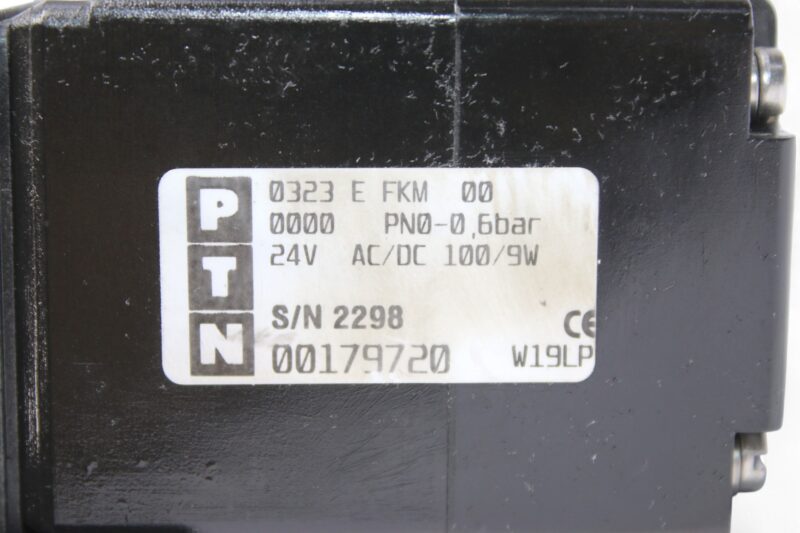 P
T
N
0323 E FKM 00
0000 PN0-0,6bar
24V AC/DC 100/9W
S/N 2298
CE
00179720
W19LP